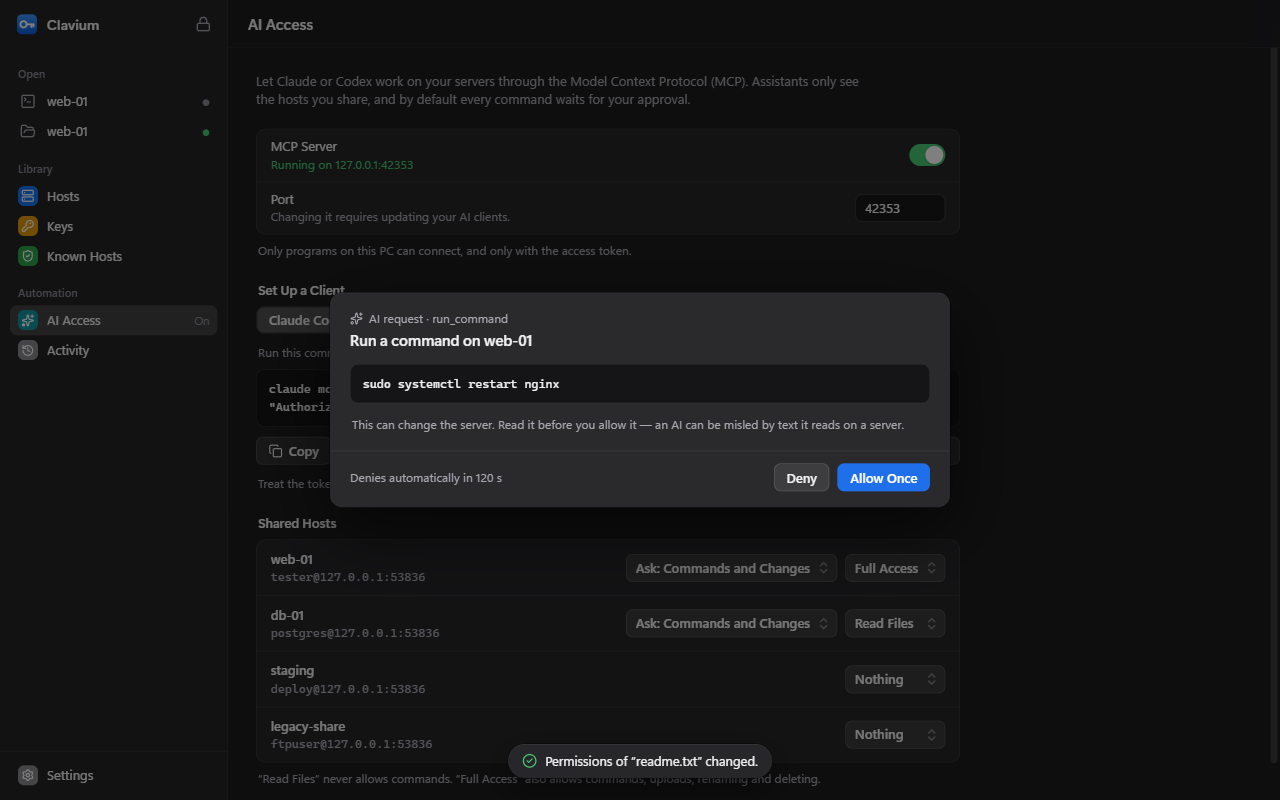 Clavium
AI Access
Open
web-01
web-01
Library
Hosts
Keys
Known Hosts
Automation
AI Access On
Activity
Settings
Let Claude or Codex work on your servers through the Model Context Protocol (MCP). Assistants only see
the hosts you share, and by default every command waits for your approval.
MCP Server
Running on 127.0.0.1:42353
Port
Changing it requires updating your AI clients.
42353
Only programs on this PC can connect, and only with the access token.
Set Up a Client
Claude Co
Run this com
claude mc
"Authoriz
Copy
Treat the toke
AI request · run_command
Run a command on web-01
sudo systemctl restart nginx
This can change the server. Read it before you allow it — an AI can be misled by text it reads on a server.
Denies automatically in 120 s
Deny
Allow Once
Shared Hosts
web-01
tester@127.0.0.1:53836
Ask: Commands and Changes
Full Access
db-01
postgres@127.0.0.1:53836
Ask: Commands and Changes
Read Files
staging
deploy@127.0.0.1:53836
Nothing
legacy-share
ftpuser@127.0.0.1:53836
Nothing
Permissions of “readme.txt” changed.
“Read Files” never allows commands. “Full Access” also allows commands, uploads, renaming and deleting.